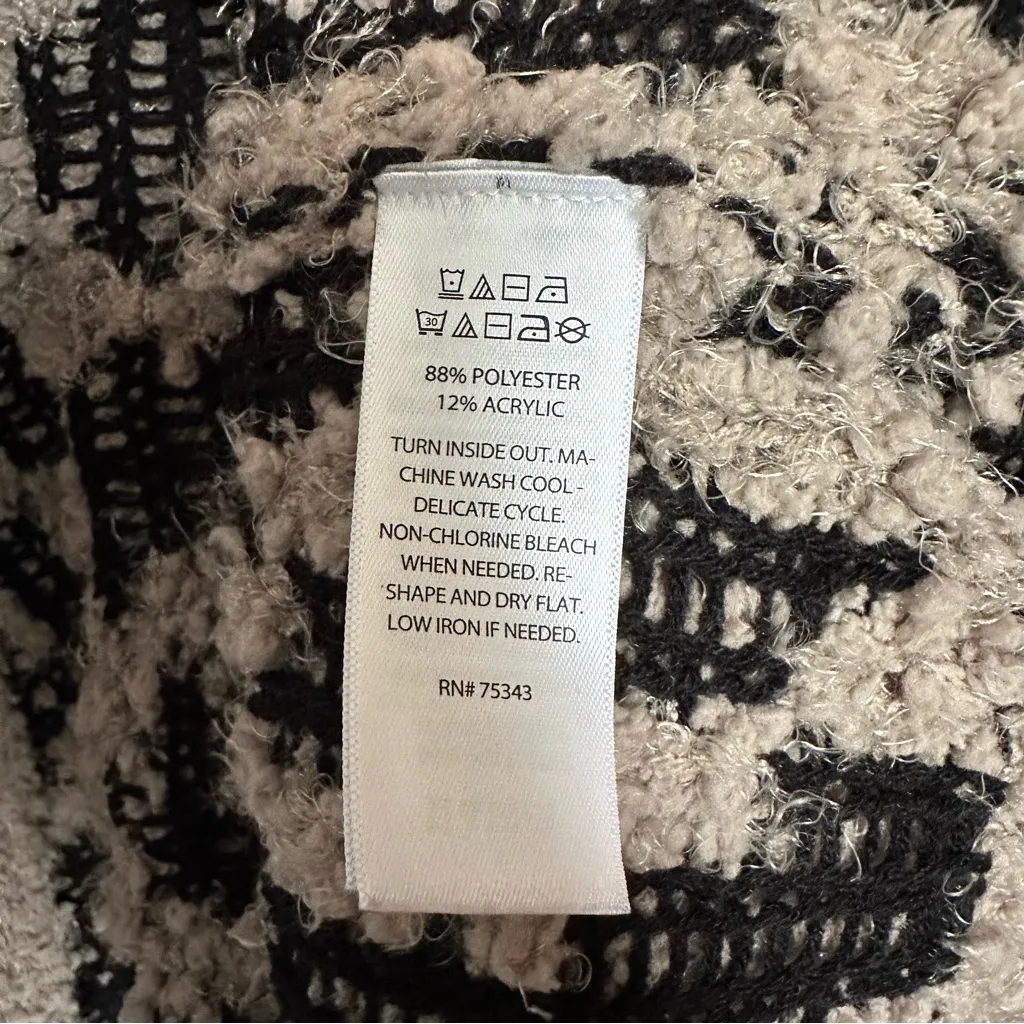 30
88% POLYESTER
12% ACRYLIC
TURN INSIDE OUT. MA-
CHINE WASH COOL -
DELICATE CYCLE.
NON-CHLORINE BLEACH
WHEN NEEDED. RE-
SHAPE AND DRY FLAT.
LOW IRON IF NEEDED.
RN# 75343